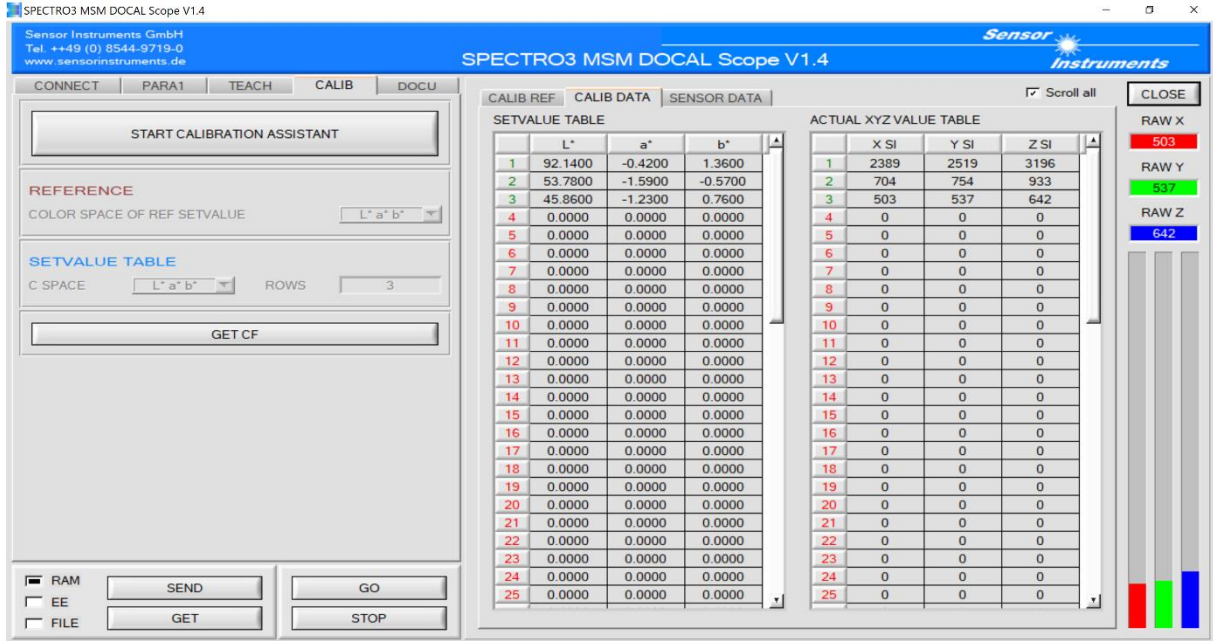 SPECTRO3 MSM DOCAL Scope V1.4
Sensor Instruments GmbH
Tel. ++49 (0) 8544-9719-0
www.sensorinstruments.de
SPECTRO3 MSM DOCAL Scope V1.4
Sensor
Instruments
CONNECT PARA1 TEACH CALIB DOCU
START CALIBRATION ASSISTANT
REFERENCE
COLOR SPACE OF REF SETVALUE L* a* b*
SETVALUE TABLE
C SPACE L* a* b* ROWS 3
GET CF
RAM
EE
FILE
SEND
GET
GO
STOP
CALIB REF CALIB DATA SENSOR DATA
Scroll all
SETVALUE TABLE
L* a* b*
1 92.1400 -0.4200 1.3600
2 53.7800 -1.5900 -0.5700
3 45.8600 -1.2300 0.7600
4 0.0000 0.0000 0.0000
5 0.0000 0.0000 0.0000
6 0.0000 0.0000 0.0000
7 0.0000 0.0000 0.0000
8 0.0000 0.0000 0.0000
9 0.0000 0.0000 0.0000
10 0.0000 0.0000 0.0000
11 0.0000 0.0000 0.0000
12 0.0000 0.0000 0.0000
13 0.0000 0.0000 0.0000
14 0.0000 0.0000 0.0000
15 0.0000 0.0000 0.0000
16 0.0000 0.0000 0.0000
17 0.0000 0.0000 0.0000
18 0.0000 0.0000 0.0000
19 0.0000 0.0000 0.0000
20 0.0000 0.0000 0.0000
21 0.0000 0.0000 0.0000
22 0.0000 0.0000 0.0000
23 0.0000 0.0000 0.0000
24 0.0000 0.0000 0.0000
25 0.0000 0.0000 0.0000
ACTUAL XYZ VALUE TABLE
X SI Y SI Z SI
1 2389 2519 3196
2 704 754 933
3 503 537 642
4 0 0 0
5 0 0 0
6 0 0 0
7 0 0 0
8 0 0 0
9 0 0 0
10 0 0 0
11 0 0 0
12 0 0 0
13 0 0 0
14 0 0 0
15 0 0 0
16 0 0 0
17 0 0 0
18 0 0 0
19 0 0 0
20 0 0 0
21 0 0 0
22 0 0 0
23 0 0 0
24 0 0 0
25 0 0 0
CLOSE
RAW X
503
RAW Y
537
RAW Z
642